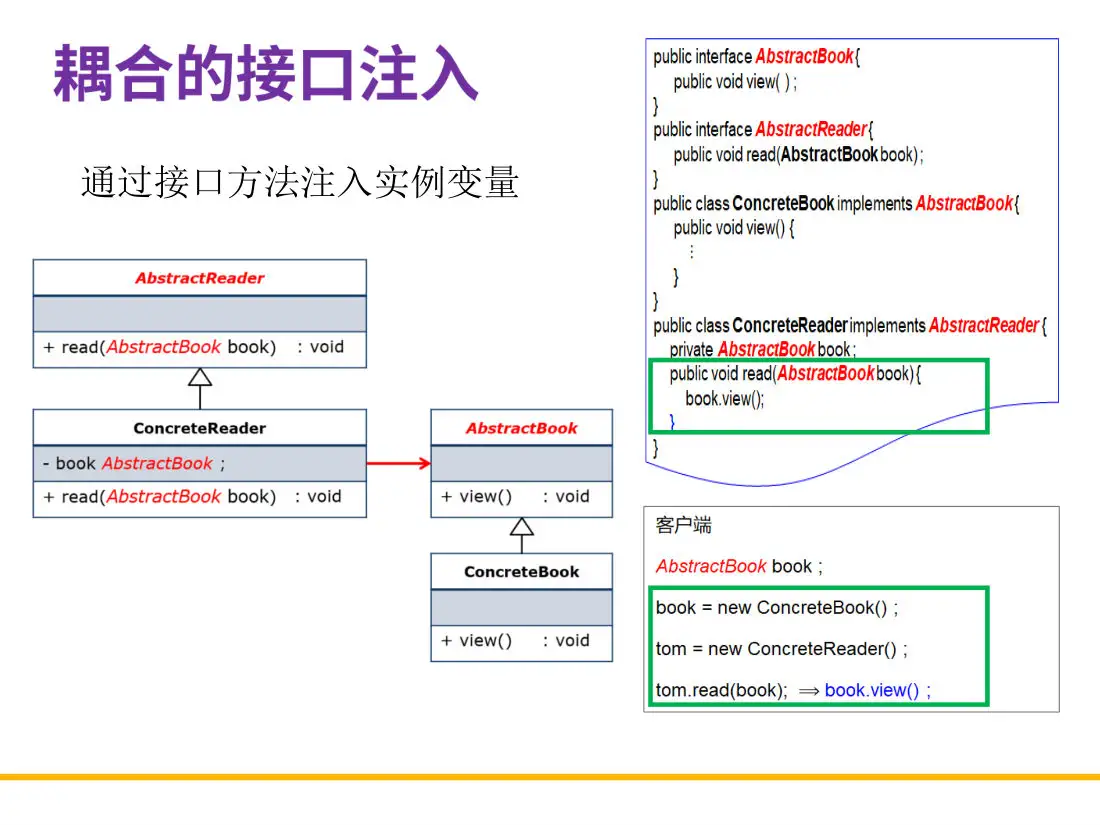 耦合的接口注入
通过接口方法注入实例变量
AbstractReader
+ read(AbstractBook book) : void
ConcreteReader
- book AbstractBook ;
+ read(AbstractBook book) : void
AbstractBook
+ view() : void
ConcreteBook
+ view() : void
public interface AbstractBook{
public void view( ) ;
}
public interface AbstractReader{
public void read(AbstractBook book);
}
public class ConcreteBook implements AbstractBook{
public void view() {
⋮
}
}
public class ConcreteReader implements AbstractReader{
private AbstractBook book;
public void read(AbstractBook book){
book.view();
}
}
客户端
AbstractBook book ;
book = new ConcreteBook() ;
tom = new ConcreteReader() ;
tom.read(book); ⟹ book.view() ;